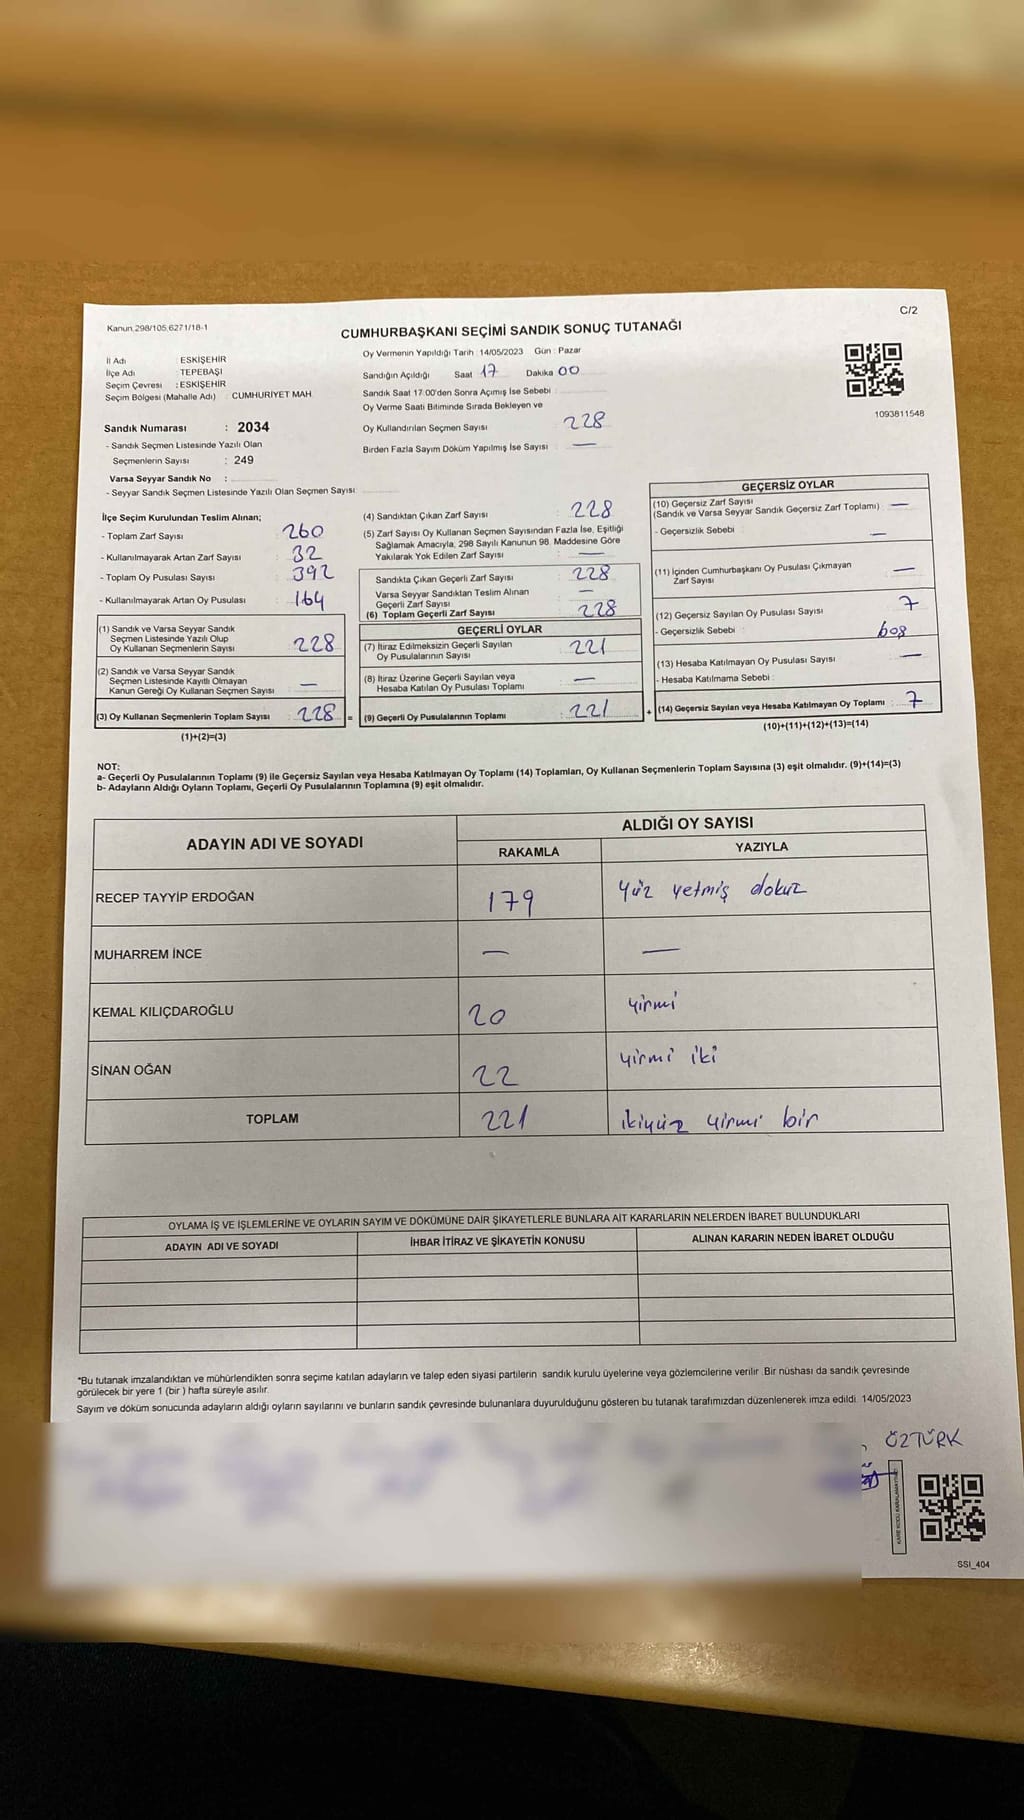 Kanun 298/105,6271/18-1
C/2
CUMHURBAŞKANI SEÇİMİ SANDIK SONUÇ TUTANAĞI
İl Adı : ESKİŞEHİR
İlçe Adı : TEPEBAŞI
Seçim Çevresi : ESKİŞEHİR
Seçim Bölgesi (Mahalle Adı) : CUMHURİYET MAH
Sandık Numarası : 2034
- Sandık Seçmen Listesinde Yazılı Olan
Seçmenlerin Sayısı : 249
Varsa Seyyar Sandık No :
- Seyyar Sandık Seçmen Listesinde Yazılı Olan Seçmen Sayısı:
Oy Vermenin Yapıldığı Tarih : 14/05/2023 Gün : Pazar
Sandığın Açıldığı Saat 17 Dakika 00
Sandık Saat 17:00'den Sonra Açımış İse Sebebi :
Oy Verme Saati Bitiminde Sırada Bekleyen ve
Oy Kullandırılan Seçmen Sayısı : 228
Birden Fazla Sayım Döküm Yapılmış İse Sayısı : —
1093811548
İlçe Seçim Kurulundan Teslim Alınan;
- Toplam Zarf Sayısı : 260
- Kullanılmayarak Artan Zarf Sayısı : 32
- Toplam Oy Pusulası Sayısı : 392
- Kullanılmayarak Artan Oy Pusulası : 164
(1) Sandık ve Varsa Seyyar Sandık
Seçmen Listesinde Yazılı Olup
Oy Kullanan Seçmenlerin Sayısı : 228
(2) Sandık ve Varsa Seyyar Sandık
Seçmen Listesinde Kayıtlı Olmayan
Kanun Gereği Oy Kullanan Seçmen Sayısı : —
(3) Oy Kullanan Seçmenlerin Toplam Sayısı : 228 =
(1)+(2)=(3)
(4) Sandıktan Çıkan Zarf Sayısı : 228
(5) Zarf Sayısı Oy Kullanan Seçmen Sayısından Fazla İse, Eşitliği
Sağlamak Amacıyla, 298 Sayılı Kanunun 98. Maddesine Göre
Yakılarak Yok Edilen Zarf Sayısı : —
Sandıkta Çıkan Geçerli Zarf Sayısı : 228
Varsa Seyyar Sandıktan Teslim Alınan
Geçerli Zarf Sayısı : —
(6) Toplam Geçerli Zarf Sayısı : 228
GEÇERLİ OYLAR
(7) İtiraz Edilmeksizin Geçerli Sayılan
Oy Pusulalarının Sayısı : 221
(8) İtiraz Üzerine Geçerli Sayılan veya
Hesaba Katılan Oy Pusulası Toplamı : —
(9) Geçerli Oy Pusulalarının Toplamı : 221 +
GEÇERSİZ OYLAR
(10) Geçersiz Zarf Sayısı
(Sandık ve Varsa Seyyar Sandık Geçersiz Zarf Toplamı) : —
- Geçersizlik Sebebi : —
(11) İçinden Cumhurbaşkanı Oy Pusulası Çıkmayan
Zarf Sayısı : —
(12) Geçersiz Sayılan Oy Pusulası Sayısı : 7
- Geçersizlik Sebebi : boş
(13) Hesaba Katılmayan Oy Pusulası Sayısı : —
- Hesaba Katılmama Sebebi :
(14) Geçersiz Sayılan veya Hesaba Katılmayan Oy Toplamı : 7
(10)+(11)+(12)+(13)=(14)
NOT:
a- Geçerli Oy Pusulalarının Toplamı (9) ile Geçersiz Sayılan veya Hesaba Katılmayan Oy Toplamı (14) Toplamları, Oy Kullanan Seçmenlerin Toplam Sayısına (3) eşit olmalıdır. (9)+(14)=(3)
b- Adayların Aldığı Oyların Toplamı, Geçerli Oy Pusulalarının Toplamına (9) eşit olmalıdır.
ADAYIN ADI VE SOYADI
ALDIĞI OY SAYISI
RAKAMLA YAZIYLA
RECEP TAYYİP ERDOĞAN 179 yüz yetmiş dokuz
MUHARREM İNCE — —
KEMAL KILIÇDAROĞLU 20 yirmi
SİNAN OĞAN 22 yirmi iki
TOPLAM 221 ikiyüz yirmi bir
OYLAMA İŞ VE İŞLEMLERİNE VE OYLARIN SAYIM VE DÖKÜMÜNE DAİR ŞİKAYETLERLE BUNLARA AİT KARARLARIN NELERDEN İBARET BULUNDUKLARI
ADAYIN ADI VE SOYADI İHBAR İTİRAZ VE ŞİKAYETİN KONUSU ALINAN KARARIN NEDEN İBARET OLDUĞU
*Bu tutanak imzalandıktan ve mühürlendikten sonra seçime katılan adayların ve talep eden siyasi partilerin sandık kurulu üyelerine veya gözlemcilerine verilir. Bir nüshası da sandık çevresinde
görülecek bir yere 1 (bir ) hafta süreyle asılır.
Sayım ve döküm sonucunda adayların aldığı oyların sayılarını ve bunların sandık çevresinde bulunanlara duyurulduğunu gösteren bu tutanak tarafımızdan düzenlenerek imza edildi. 14/05/2023
ÖZTÜRK
SSI_404